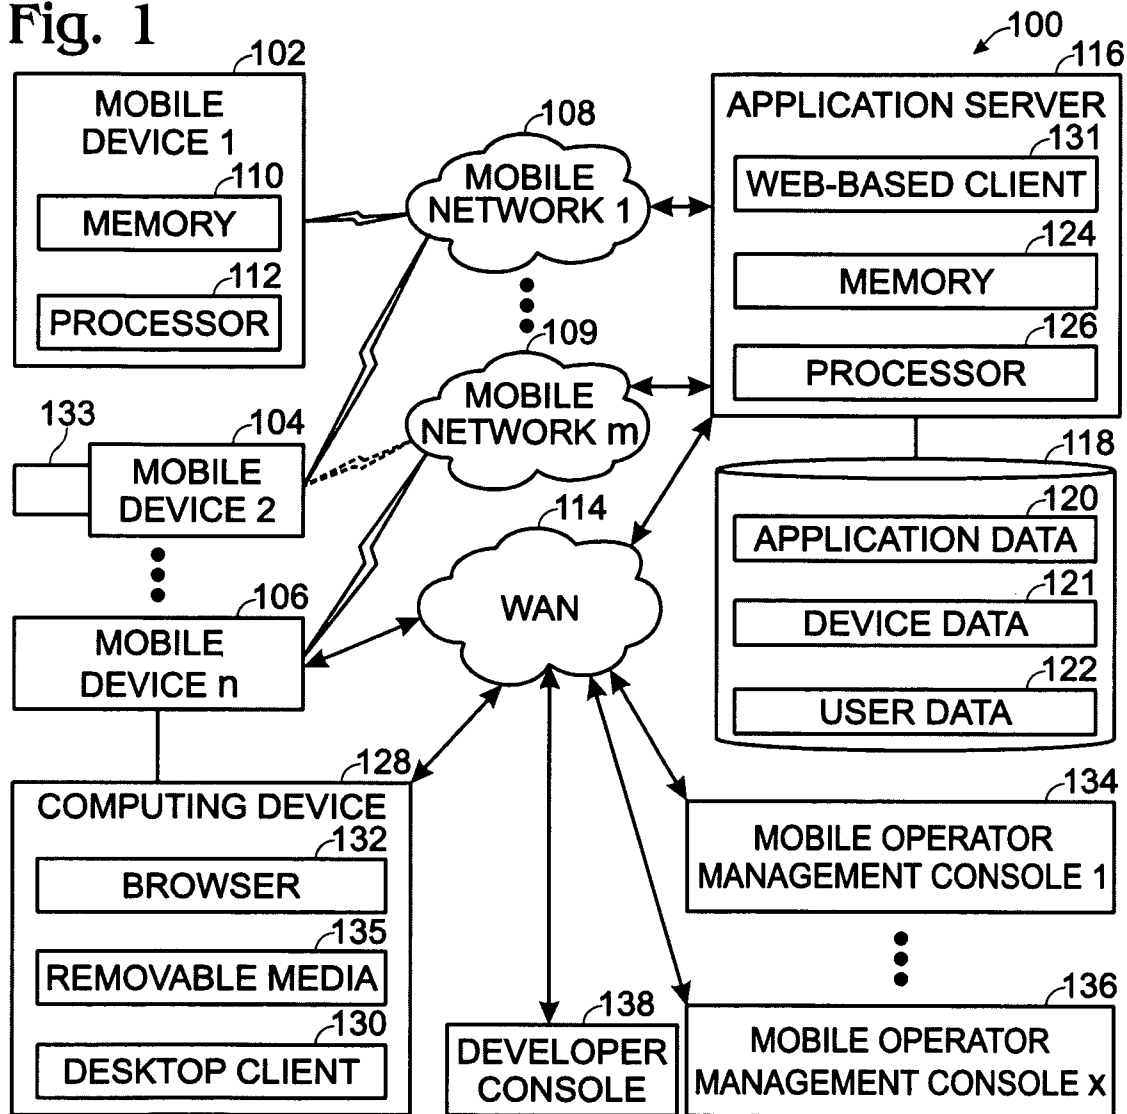 Fig. 1
100
102
MOBILE
DEVICE 1
110
MEMORY
112
PROCESSOR
108
MOBILE
NETWORK 1
109
MOBILE
NETWORK m
116
APPLICATION SERVER
131
WEB-BASED CLIENT
124
MEMORY
126
PROCESSOR
133
104
MOBILE
DEVICE 2
106
MOBILE
DEVICE n
114
WAN
118
120
APPLICATION DATA
121
DEVICE DATA
122
USER DATA
128
COMPUTING DEVICE
132
BROWSER
135
REMOVABLE MEDIA
130
DESKTOP CLIENT
138
DEVELOPER
CONSOLE
134
MOBILE OPERATOR
MANAGEMENT CONSOLE 1
136
MOBILE OPERATOR
MANAGEMENT CONSOLE x